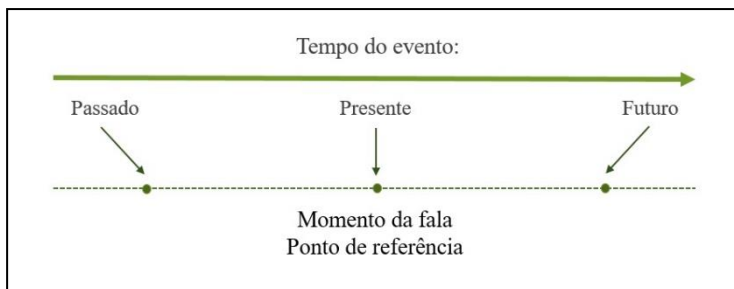 Tempo do evento:
Passado Presente Futuro
Momento da fala
Ponto de referência